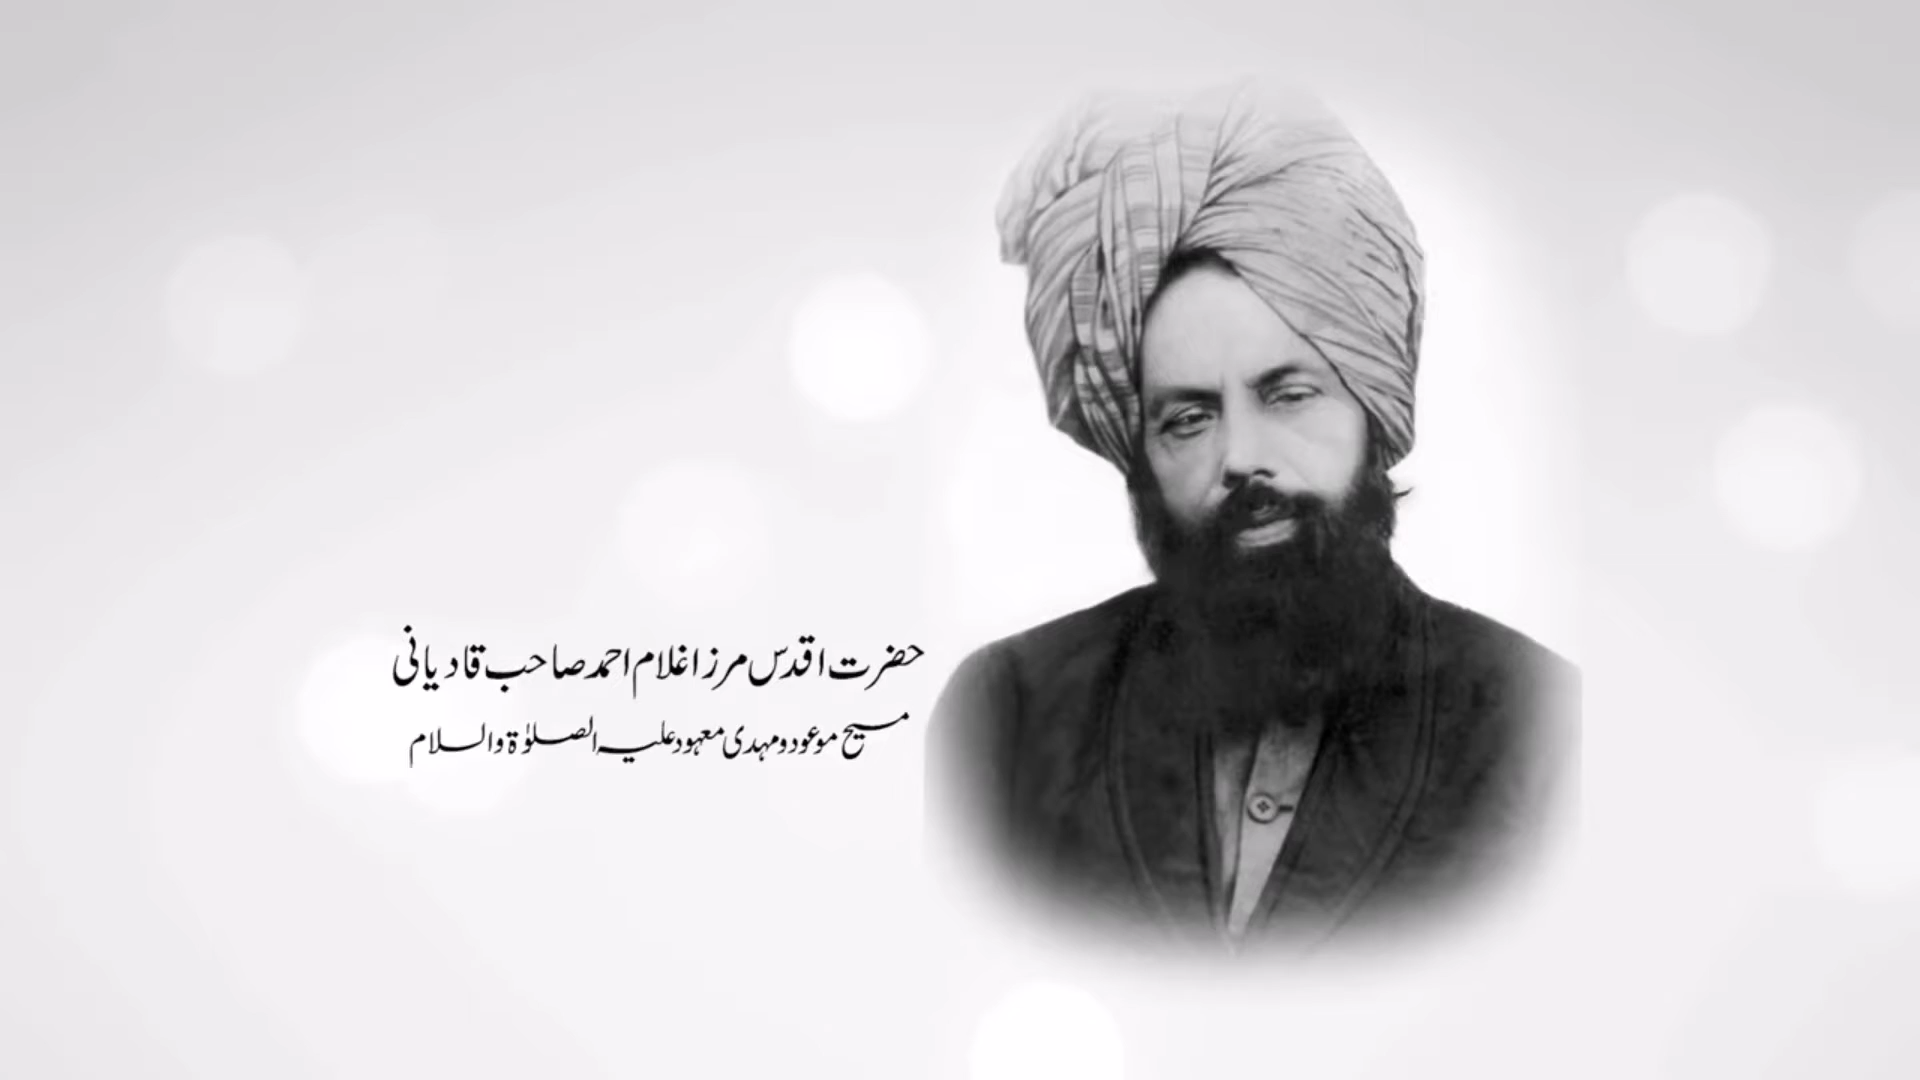 حضرت اقدس مرزا غلام احمد صاحب قادیانی
مسیح موعود و مہدی معہود علیہ الصلوٰۃ والسلام